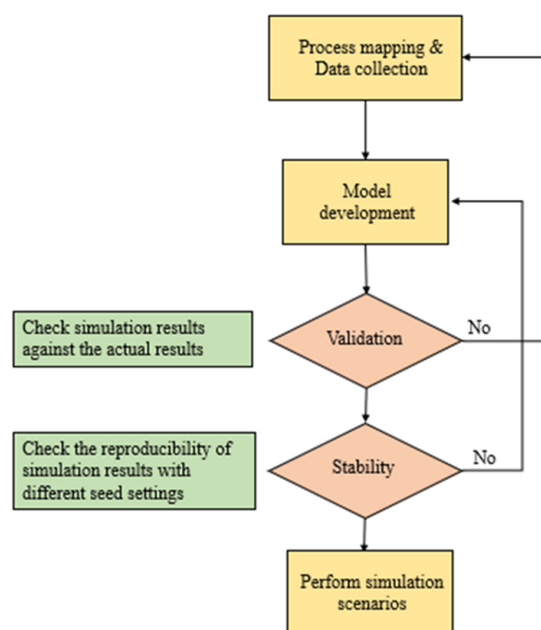 Process mapping &
Data collection
Model
development
Check simulation results
against the actual results
Validation
No
Check the reproducibility of
simulation results with
different seed settings
Stability
No
Perform simulation
scenarios